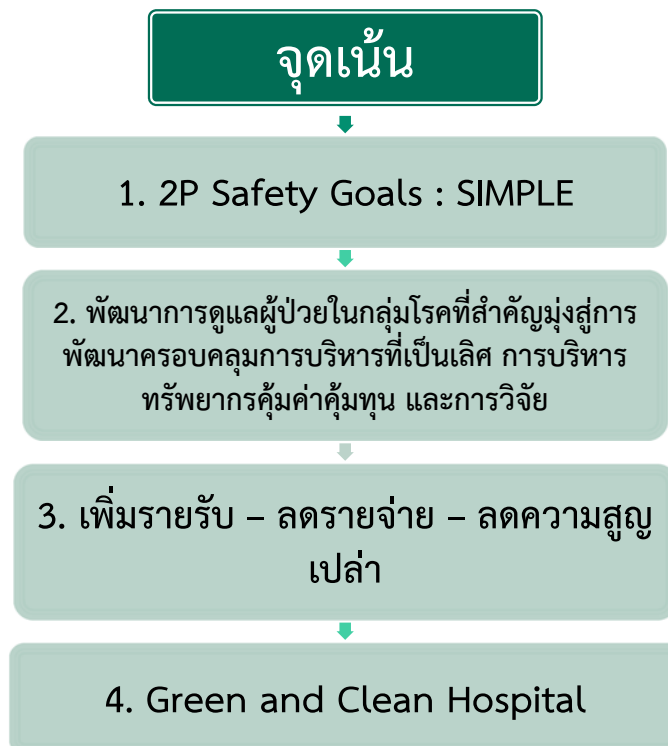 จุดเน้น
1. 2P Safety Goals : SIMPLE
2. พัฒนาการดูแลผู้ป่วยในกลุ่มโรคที่สำคัญมุ่งสู่การ
พัฒนาครอบคลุมการบริหารที่เป็นเลิศ การบริหาร
ทรัพยากรคุ้มค่าคุ้มทุน และการวิจัย
3. เพิ่มรายรับ – ลดรายจ่าย – ลดความสูญ
เปล่า
4. Green and Clean Hospital